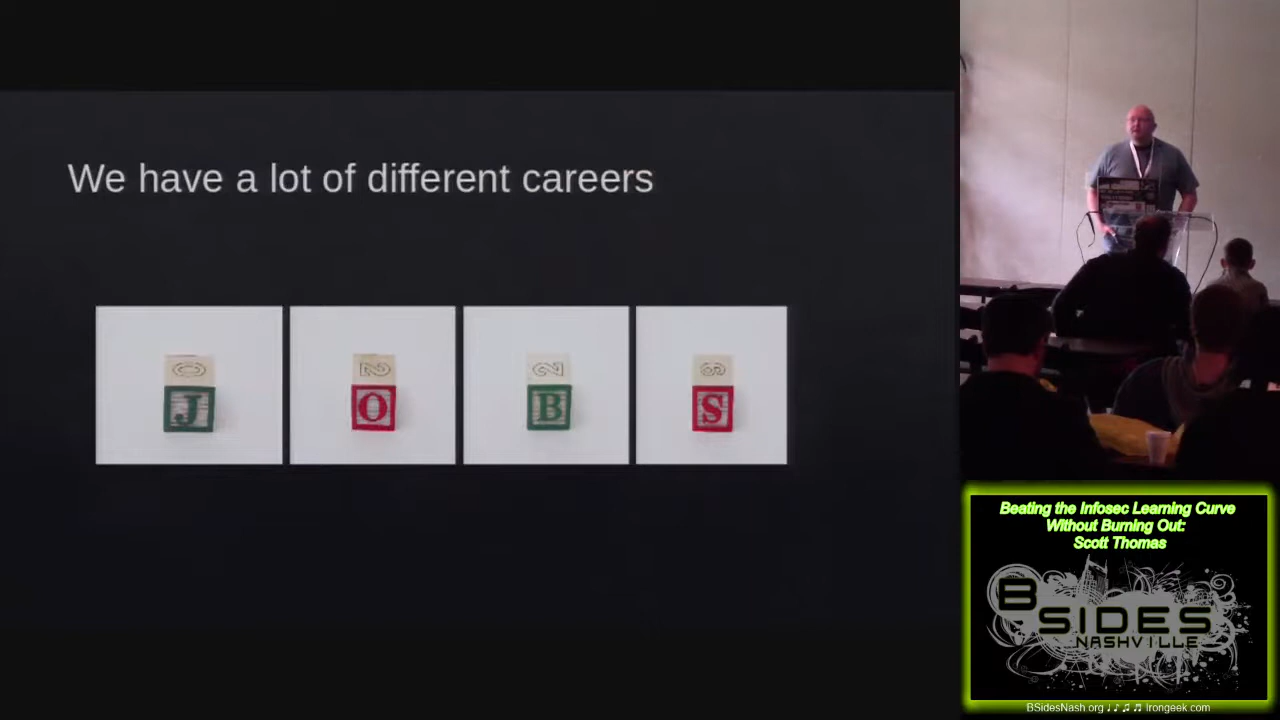 We have a lot of different careers
J O B S
Beating the Infosec Learning Curve
Without Burning Out:
Scott Thomas
BSIDES
NASHVILLE
BSidesNash.org ♩ ♪ ♫ ♬ Irongeek.com